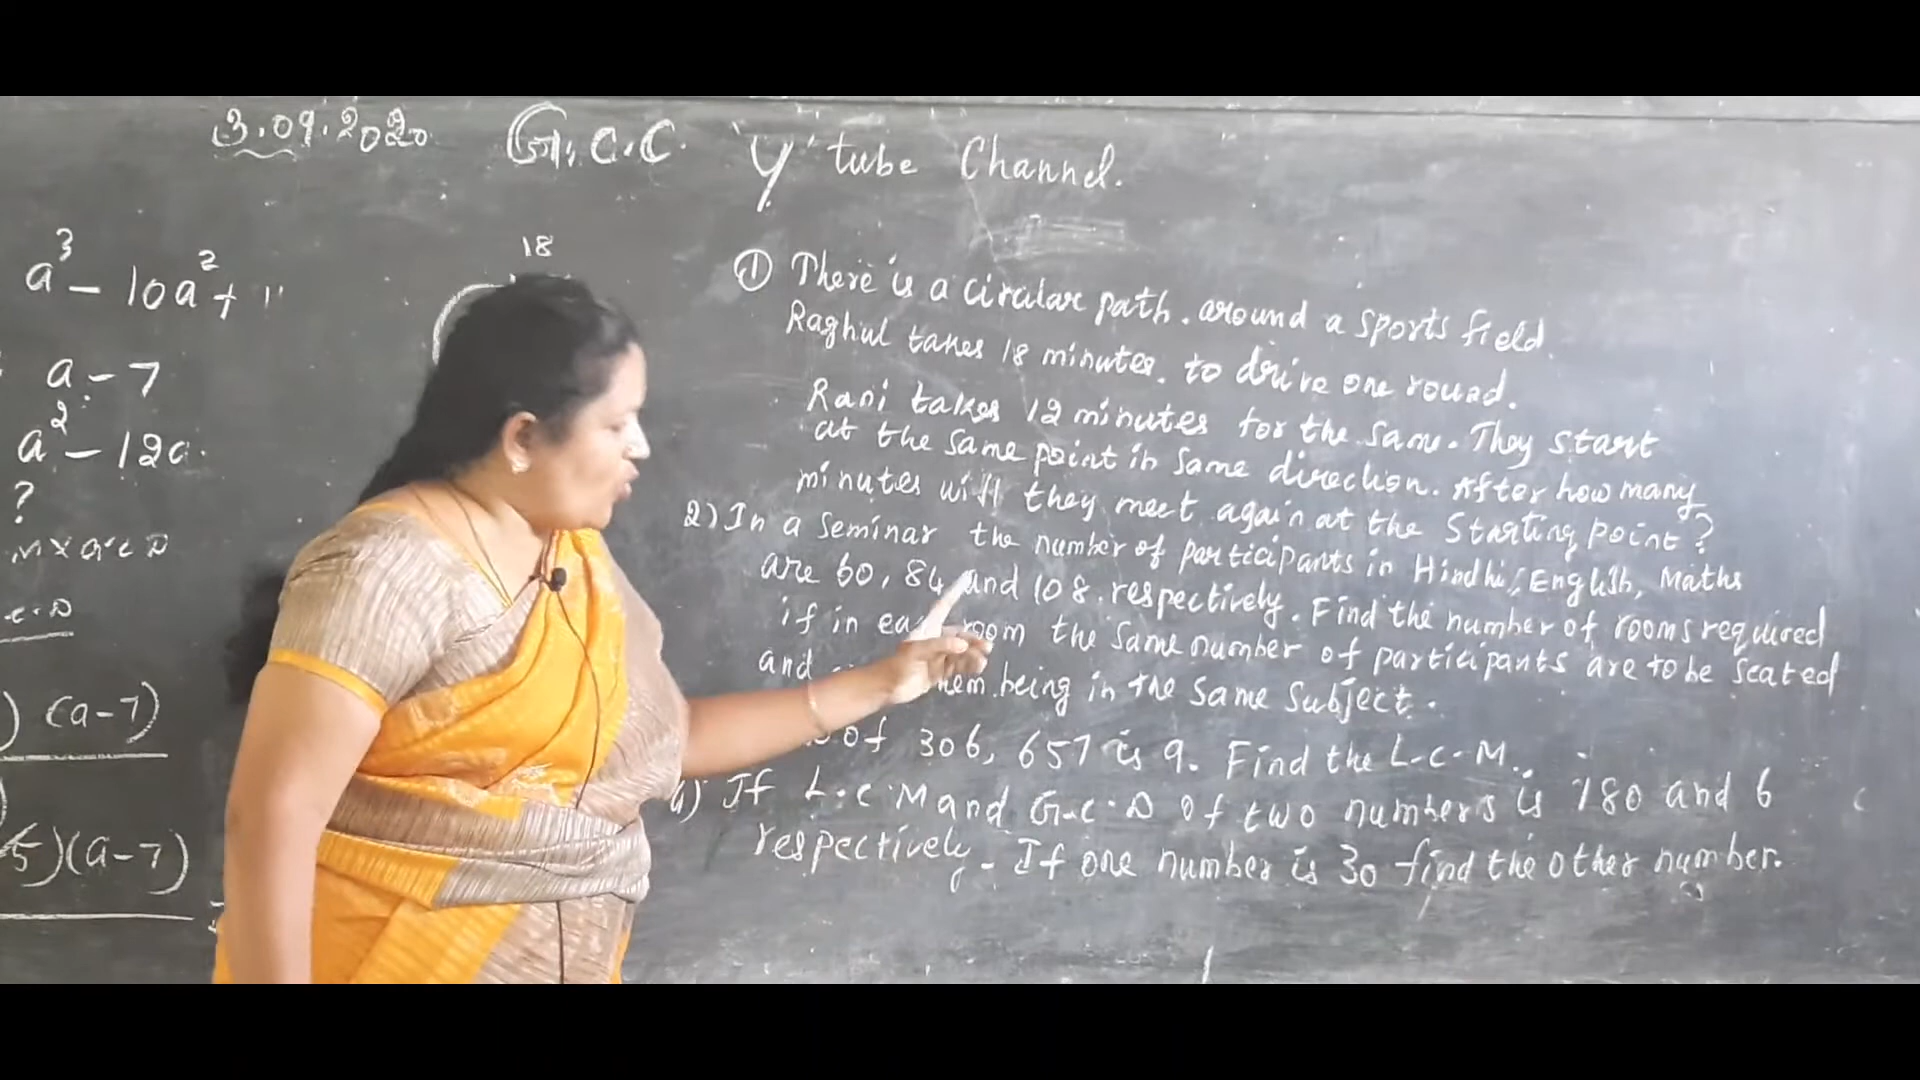 3.09.2020
G.C.C. 'Y' tube Channel.
a³ - 10a² + 11
a - 7
a² - 12a.
?
) (a-7)
5)(a-7)
18
① There is a circular path. around a sports field.
Raghul takes 18 minutes. to drive one round.
Rani takes 12 minutes for the same. They start
at the same point in same direction. After how many
minutes will they meet again at the starting point?
2) In a seminar the number of participants in Hindhi, English, Maths
are 60, 84 and 108. respectively. Find the number of rooms required
if in room the same number of participants are to be seated
and being in the same subject.
of 306, 657 is 9. Find the L.C.M.
4) If L.C.M and G.C.D of two numbers is 180 and 6
respectively. If one number is 30 find the other number.